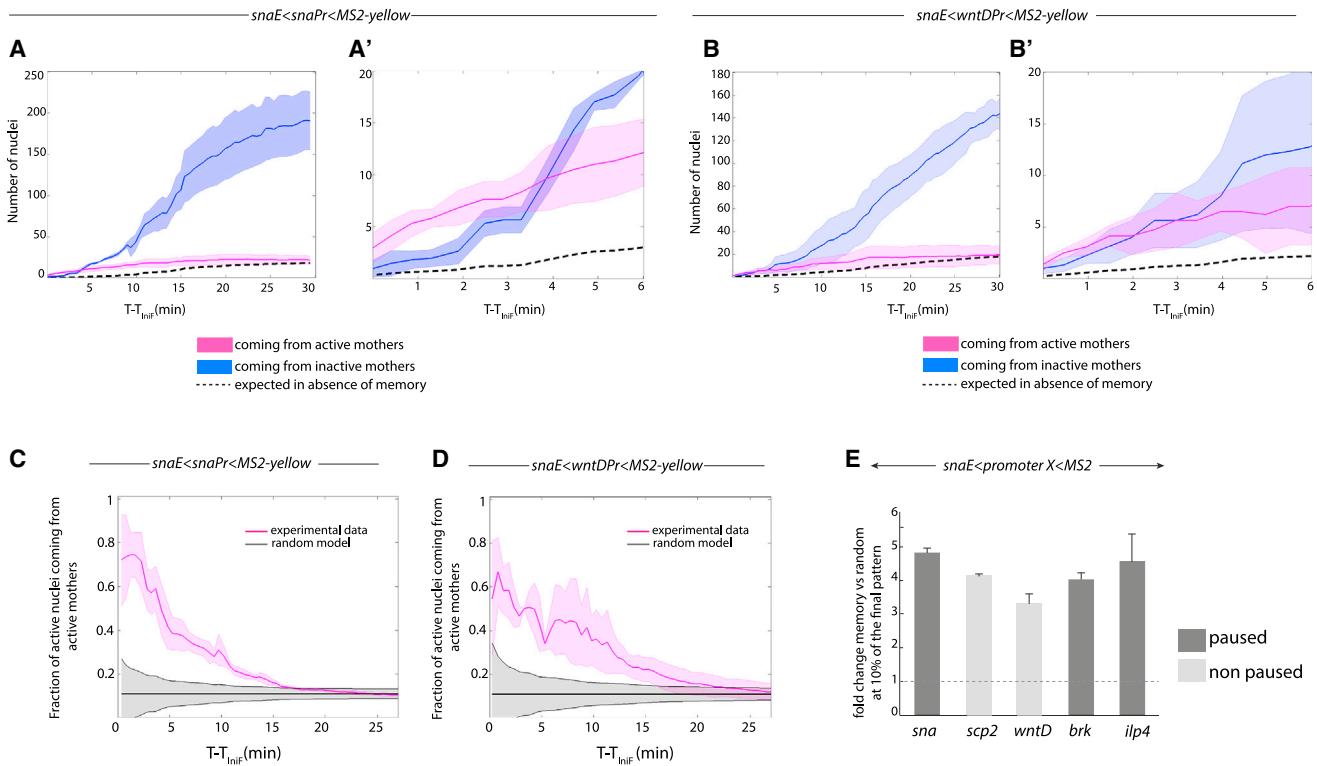 snaE<snaPr<MS2-yellow
snaE<wntDPr<MS2-yellow
A
A'
B
B'
Number of nuclei
250
200
150
100
50
0
5
10
15
20
25
30
T-T_IniF(min)
20
15
10
5
0
1
2
3
4
5
6
T-T_IniF(min)
Number of nuclei
180
160
140
120
100
80
60
40
20
0
5
10
15
20
25
30
T-T_IniF(min)
20
15
10
5
0
1
2
3
4
5
6
T-T_IniF(min)
coming from active mothers
coming from inactive mothers
expected in absence of memory
coming from active mothers
coming from inactive mothers
expected in absence of memory
C
snaE<snaPr<MS2-yellow
Fraction of active nuclei coming from
active mothers
1
0.8
0.6
0.4
0.2
0
5
10
15
20
25
T-T_IniF(min)
experimental data
random model
D
snaE<wntDPr<MS2-yellow
Fraction of active nuclei coming from
active mothers
1
0.8
0.6
0.4
0.2
0
5
10
15
20
25
T-T_IniF(min)
experimental data
random model
E
snaE<promoter X<MS2
fold change memory vs random
at 10% of the final pattern
6
5
4
3
2
1
0
sna
scp2
wntD
brk
ilp4
paused
non paused